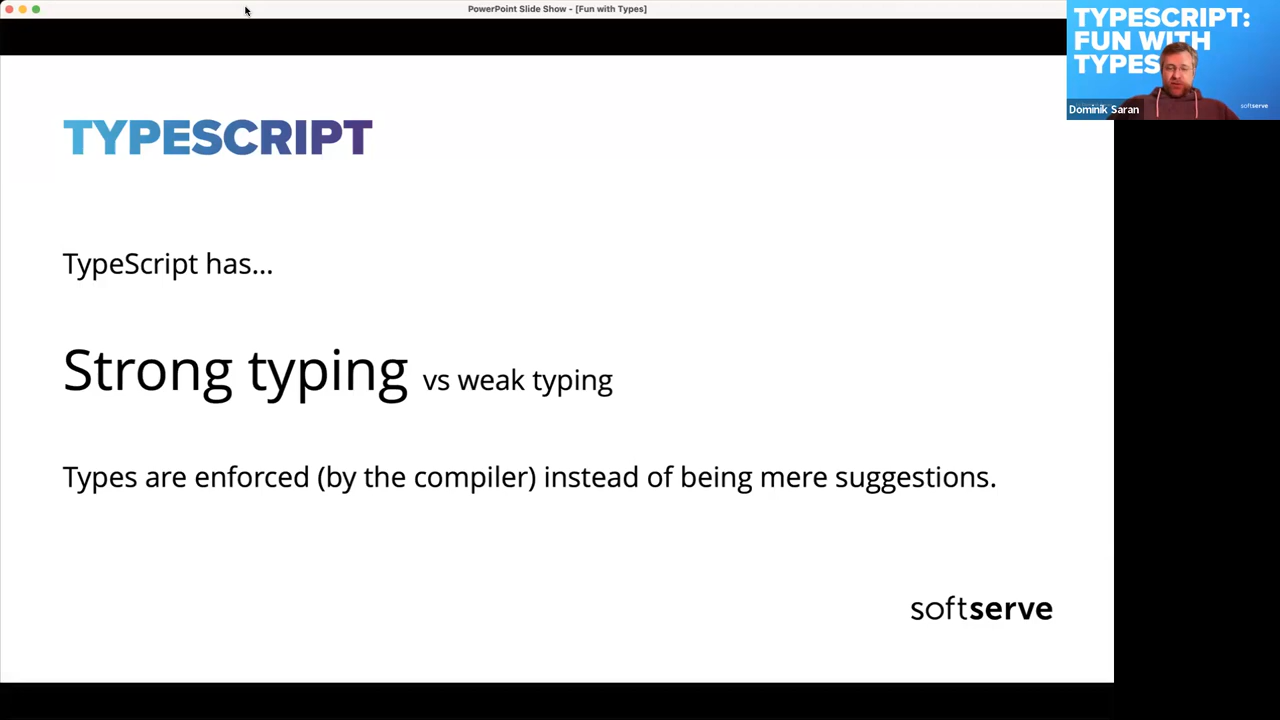 PowerPoint Slide Show - [Fun with Types]
TYPESCRIPT:
FUN WITH
TYPES
Dominik Saran
softserve
TYPESCRIPT
TypeScript has...
Strong typing vs weak typing
Types are enforced (by the compiler) instead of being mere suggestions.
softserve